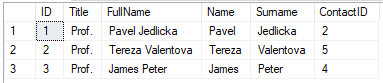 ID Title FullName Name Surname ContactID
1 1 Prof. Pavel Jedlicka Pavel Jedlicka 2
2 2 Prof. Tereza Valentova Tereza Valentova 5
3 3 Prof. James Peter James Peter 4